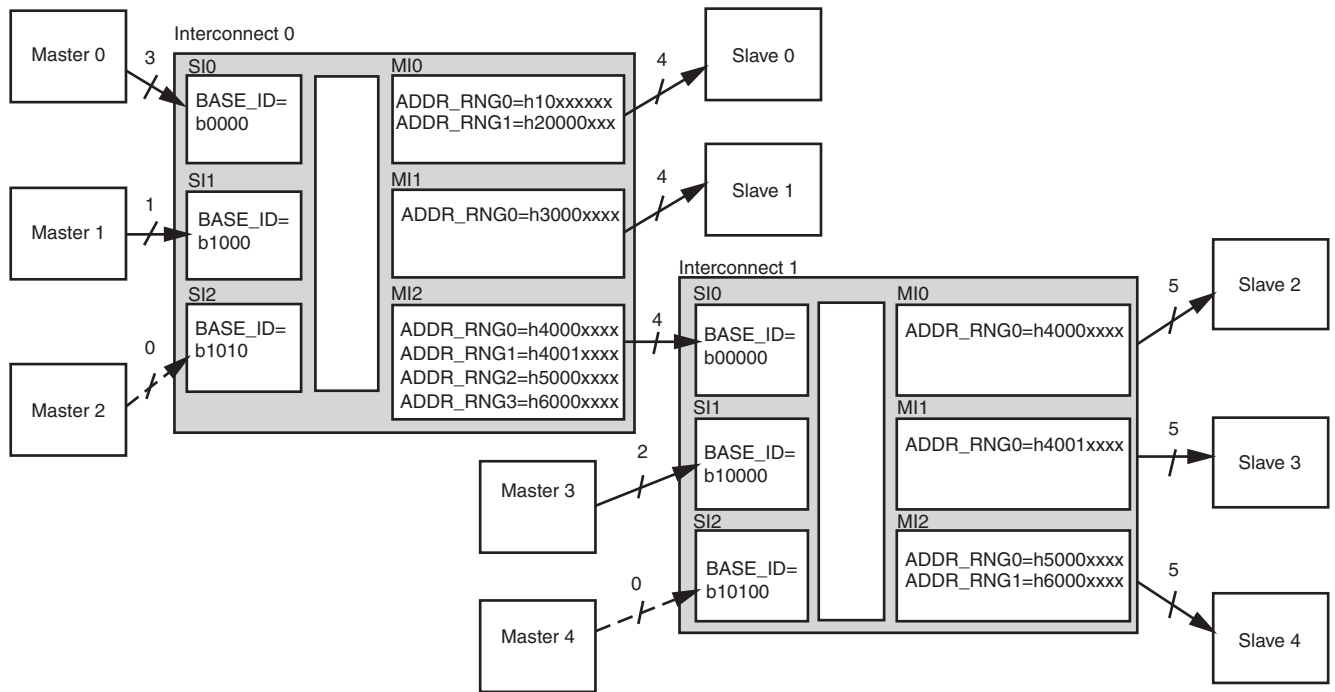 Master 0
3
Interconnect 0
SI0
BASE_ID=
b0000
MI0
ADDR_RNG0=h10xxxxxx
ADDR_RNG1=h20000xxx
4
Slave 0
Master 1
1
SI1
BASE_ID=
b1000
MI1
ADDR_RNG0=h3000xxxx
4
Slave 1
Master 2
0
SI2
BASE_ID=
b1010
MI2
ADDR_RNG0=h4000xxxx
ADDR_RNG1=h4001xxxx
ADDR_RNG2=h5000xxxx
ADDR_RNG3=h6000xxxx
4
Interconnect 1
SI0
BASE_ID=
b00000
MI0
ADDR_RNG0=h4000xxxx
5
Slave 2
Master 3
2
SI1
BASE_ID=
b10000
MI1
ADDR_RNG0=h4001xxxx
5
Slave 3
Master 4
0
SI2
BASE_ID=
b10100
MI2
ADDR_RNG0=h5000xxxx
ADDR_RNG1=h6000xxxx
5
Slave 4